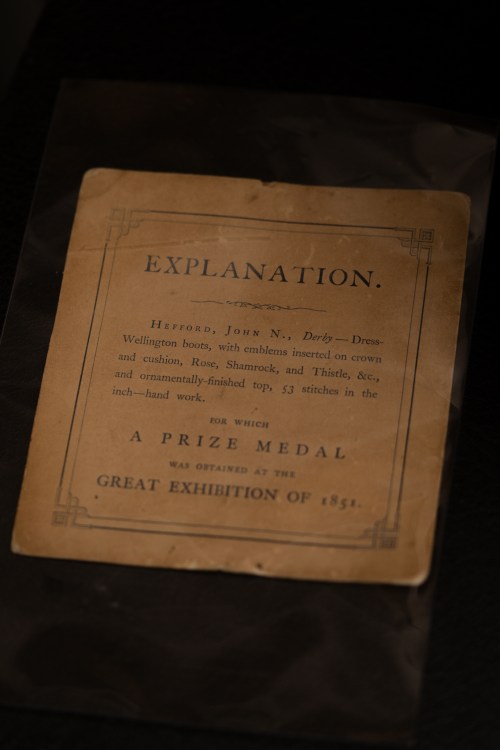 EXPLANATION.
Hefford, John N., Derby — Dress-
Wellington boots, with emblems inserted on crown
and cushion, Rose, Shamrock, and Thistle, &c.,
and ornamentally-finished top, 53 stitches in the
inch—hand work.
FOR WHICH
A PRIZE MEDAL
WAS OBTAINED AT THE
GREAT EXHIBITION OF 1851.